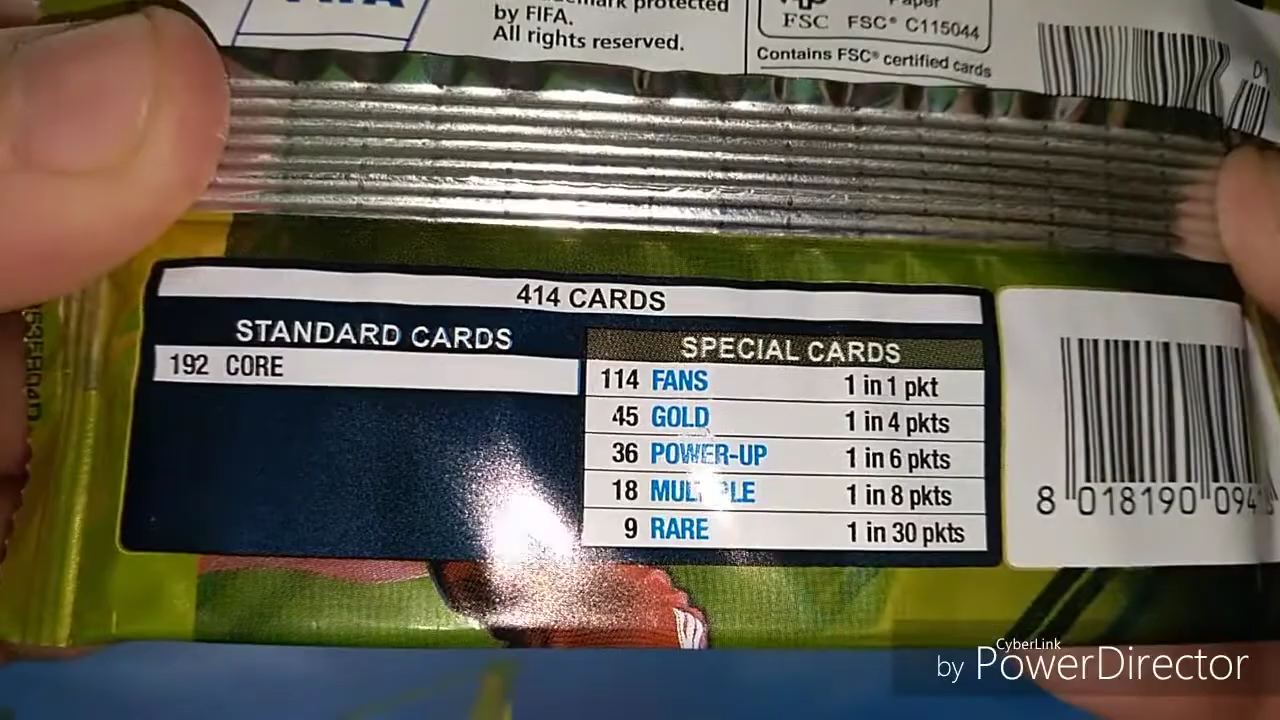 by FIFA.
All rights reserved.
FSC FSC® C115044
Contains FSC® certified cards
414 CARDS
STANDARD CARDS
192 CORE
SPECIAL CARDS
114 FANS 1 in 1 pkt
45 GOLD 1 in 4 pkts
36 POWER-UP 1 in 6 pkts
18 MULTIPLE 1 in 8 pkts
9 RARE 1 in 30 pkts
8 018190 094
CyberLink
by PowerDirector